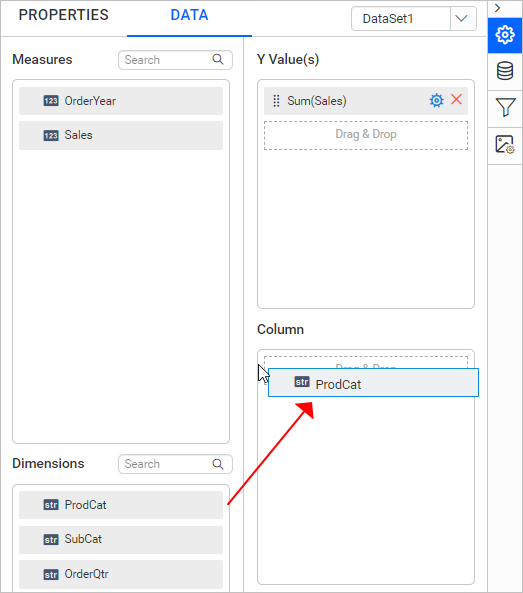 PROPERTIES
DATA
DataSet1
Measures
Search
123 OrderYear
123 Sales
Dimensions
Search
str ProdCat
str SubCat
str OrderQtr
Y Value(s)
Sum(Sales)
Drag & Drop
Column
Drag & Drop
str ProdCat